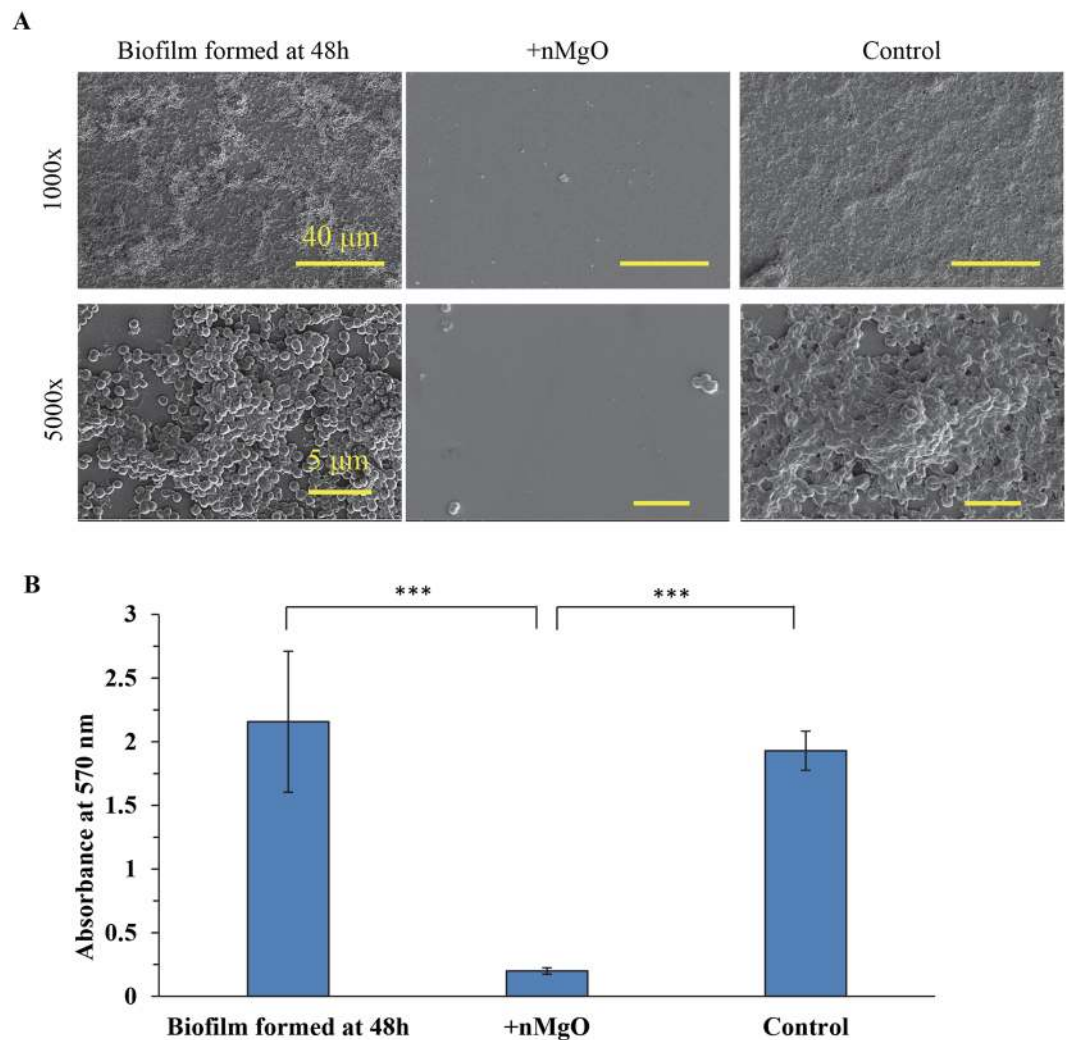 A
Biofilm formed at 48h
+nMgO
Control
1000x
40 μm
5000x
5 μm
B
***
***
3
2.5
2
1.5
1
0.5
0
Absorbance at 570 nm
Biofilm formed at 48h
+nMgO
Control